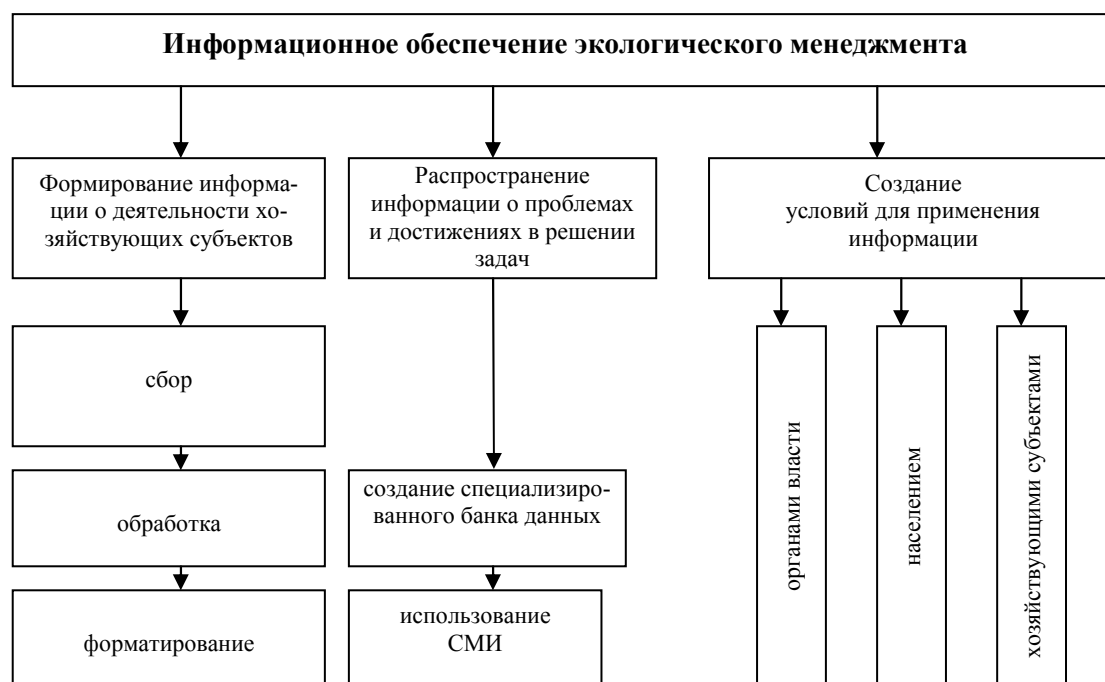 Информационное обеспечение экологического менеджмента
Формирование информа-
ции о деятельности хо-
зяйствующих субъектов
Распространение
информации о проблемах
и достижениях в решении
задач
Создание
условий для применения
информации
сбор
обработка
форматирование
создание специализиро-
ванного банка данных
использование
СМИ
органами власти
населением
хозяйствующими субъектами